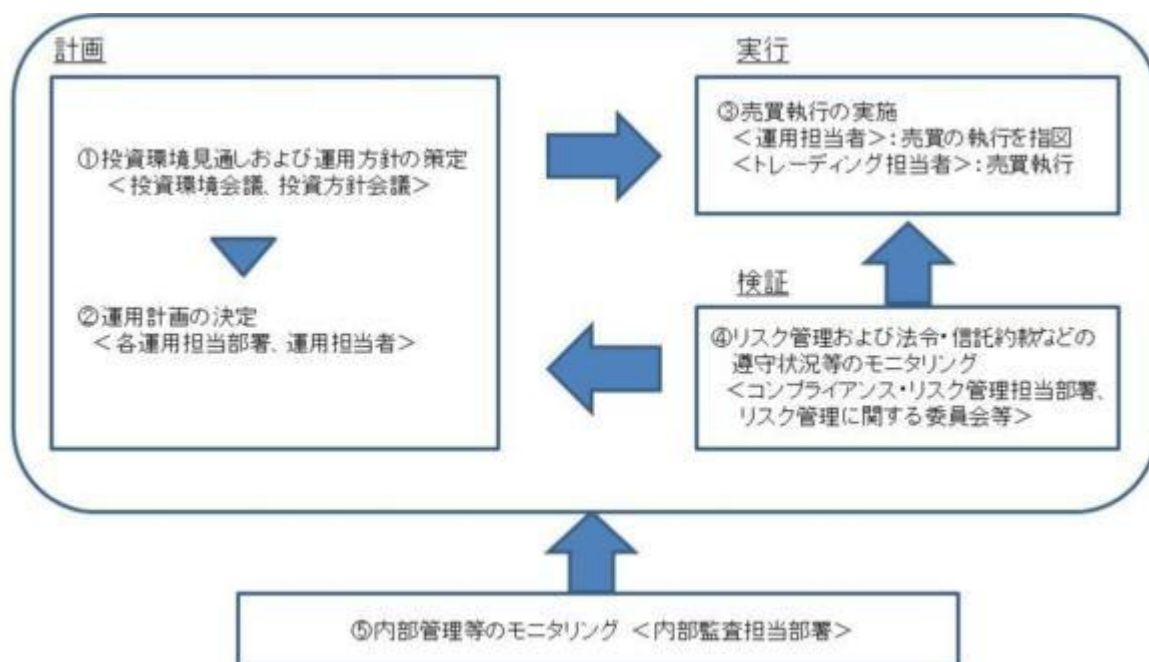 計画
①投資環境見通しおよび運用方針の策定
＜投資環境会議、投資方針会議＞
②運用計画の決定
＜各運用担当部署、運用担当者＞
実行
③売買執行の実施
＜運用担当者＞：売買の執行を指図
＜トレーディング担当者＞：売買執行
検証
④リスク管理および法令・信託約款などの
遵守状況等のモニタリング
＜コンプライアンス・リスク管理担当部署、
リスク管理に関する委員会等＞
⑤内部管理等のモニタリング ＜内部監査担当部署＞